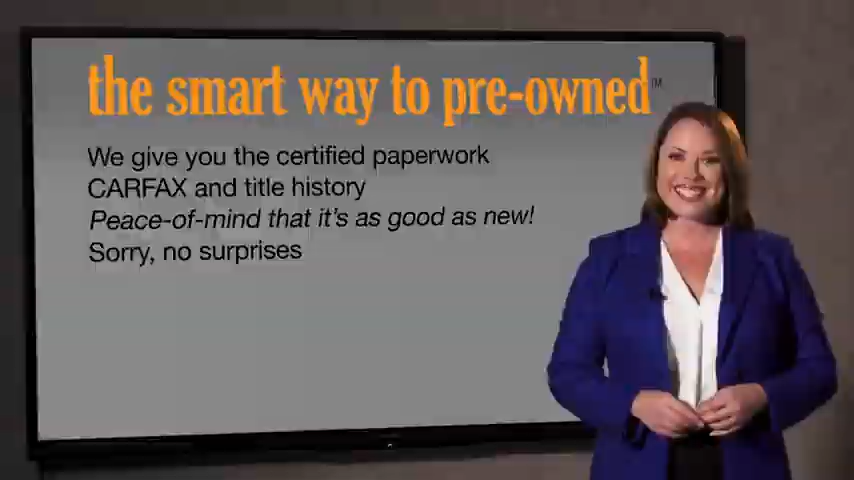 the smart way to pre-owned™
We give you the certified paperwork
CARFAX and title history
Peace-of-mind that it's as good as new!
Sorry, no surprises